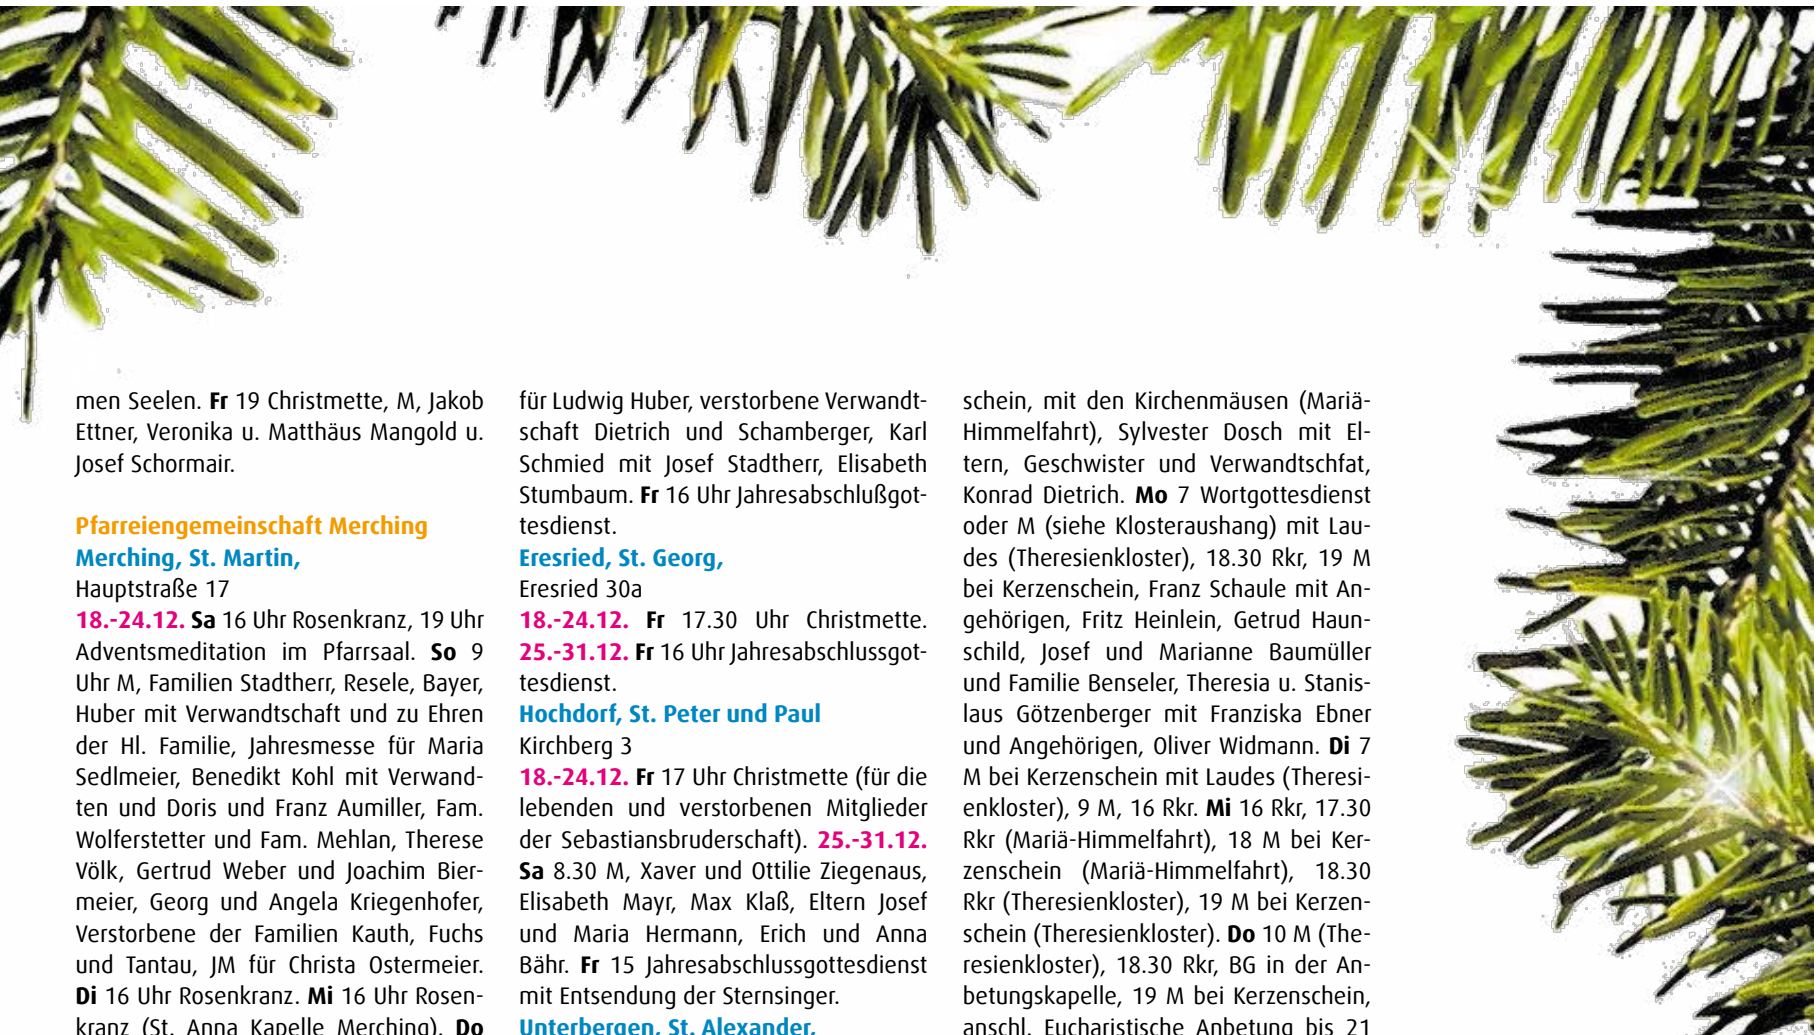 men Seelen. Fr 19 Christmette, M, Jakob
Ettner, Veronika u. Matthäus Mangold u.
Josef Schormair.
Pfarreiengemeinschaft Merching
Merching, St. Martin,
Hauptstraße 17
18.-24.12. Sa 16 Uhr Rosenkranz, 19 Uhr
Adventsmeditation im Pfarrsaal. So 9
Uhr M, Familien Stadtherr, Resele, Bayer,
Huber mit Verwandtschaft und zu Ehren
der Hl. Familie, Jahresmesse für Maria
Sedlmeier, Benedikt Kohl mit Verwand-
ten und Doris und Franz Aumiller, Fam.
Wolferstetter und Fam. Mehlan, Therese
Völk, Gertrud Weber und Joachim Bier-
meier, Georg und Angela Kriegenhofer,
Verstorbene der Familien Kauth, Fuchs
und Tantau, JM für Christa Ostermeier.
Di 16 Uhr Rosenkranz. Mi 16 Uhr Rosen-
kranz (St. Anna Kapelle Merching). Do
für Ludwig Huber, verstorbene Verwandt-
schaft Dietrich und Schamberger, Karl
Schmied mit Josef Stadtherr, Elisabeth
Stumbaum. Fr 16 Uhr Jahresabschlußgot-
tesdienst.
Eresried, St. Georg,
Eresried 30a
18.-24.12. Fr 17.30 Uhr Christmette.
25.-31.12. Fr 16 Uhr Jahresabschlussgot-
tesdienst.
Hochdorf, St. Peter und Paul
Kirchberg 3
18.-24.12. Fr 17 Uhr Christmette (für die
lebenden und verstorbenen Mitglieder
der Sebastiansbruderschaft). 25.-31.12.
Sa 8.30 M, Xaver und Ottilie Ziegenaus,
Elisabeth Mayr, Max Klaß, Eltern Josef
und Maria Hermann, Erich und Anna
Bähr. Fr 15 Jahresabschlussgottesdienst
mit Entsendung der Sternsinger.
Unterbergen, St. Alexander,
schein, mit den Kirchenmäusen (Mariä-
Himmelfahrt), Sylvester Dosch mit El-
tern, Geschwister und Verwandtschfat,
Konrad Dietrich. Mo 7 Wortgottesdienst
oder M (siehe Klosteraushang) mit Lau-
des (Theresienkloster), 18.30 Rkr, 19 M
bei Kerzenschein, Franz Schaule mit An-
gehörigen, Fritz Heinlein, Getrud Haun-
schild, Josef und Marianne Baumüller
und Familie Benseler, Theresia u. Stanis-
laus Götzenberger mit Franziska Ebner
und Angehörigen, Oliver Widmann. Di 7
M bei Kerzenschein mit Laudes (Theresi-
enkloster), 9 M, 16 Rkr. Mi 16 Rkr, 17.30
Rkr (Mariä-Himmelfahrt), 18 M bei Ker-
zenschein (Mariä-Himmelfahrt), 18.30
Rkr (Theresienkloster), 19 M bei Kerzen-
schein (Theresienkloster). Do 10 M (The-
resienkloster), 18.30 Rkr, BG in der An-
betungskapelle, 19 M bei Kerzenschein,
anschl. Eucharistische Anbetung bis 21